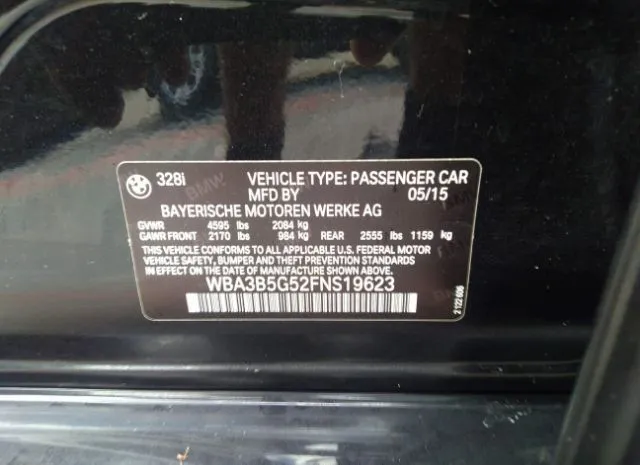 328i VEHICLE TYPE: PASSENGER CAR
MFD BY 05/15
BAYERISCHE MOTOREN WERKE AG
GVWR 4595 lbs 2084 kg
GAWR FRONT 2170 lbs 984 kg REAR 2555 lbs 1159 kg
THIS VEHICLE CONFORMS TO ALL APPLICABLE U.S. FEDERAL MOTOR
VEHICLE SAFETY, BUMPER AND THEFT PREVENTION STANDARDS
IN EFFECT ON THE DATE OF MANUFACTURE SHOWN ABOVE.
WBA3B5G52FNS19623
2122606